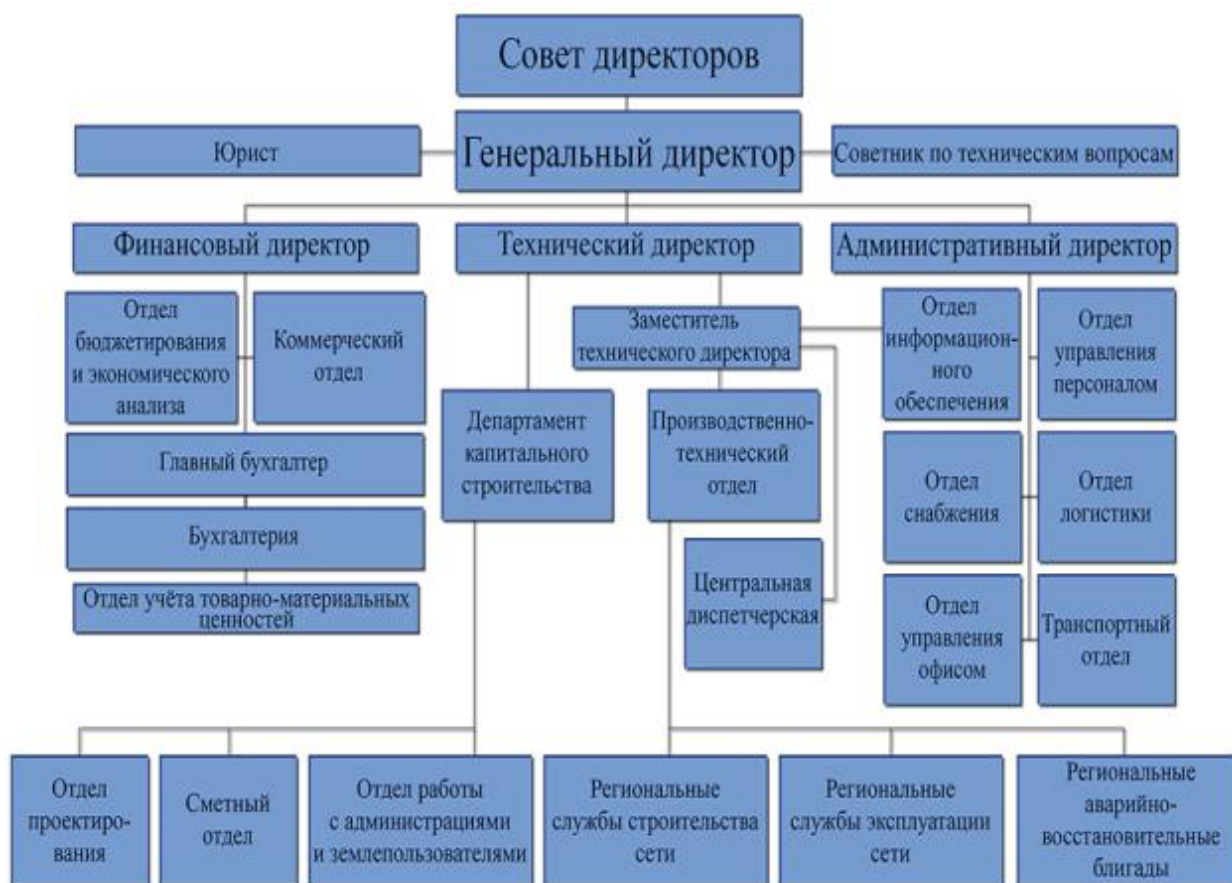 Совет директоров
Юрист
Генеральный директор
Советник по техническим вопросам
Финансовый директор
Технический директор
Административный директор
Отдел
бюджетирования
и экономического
анализа
Коммерческий
отдел
Заместитель
технического директора
Отдел
информацион-
ного
обеспечения
Отдел
управления
персоналом
Главный бухгалтер
Департамент
капитального
строительства
Производственно-
технический
отдел
Отдел
снабжения
Отдел
логистики
Бухгалтерия
Отдел учёта товарно-материальных
ценностей
Центральная
диспетчерская
Отдел
управления
офисом
Транспортный
отдел
Отдел
проектиро-
вания
Сметный
отдел
Отдел работы
с администрациями
и землепользователями
Региональные
службы строительства
сети
Региональные
службы эксплуатации
сети
Региональные
аварийно-
восстановительные
блигады